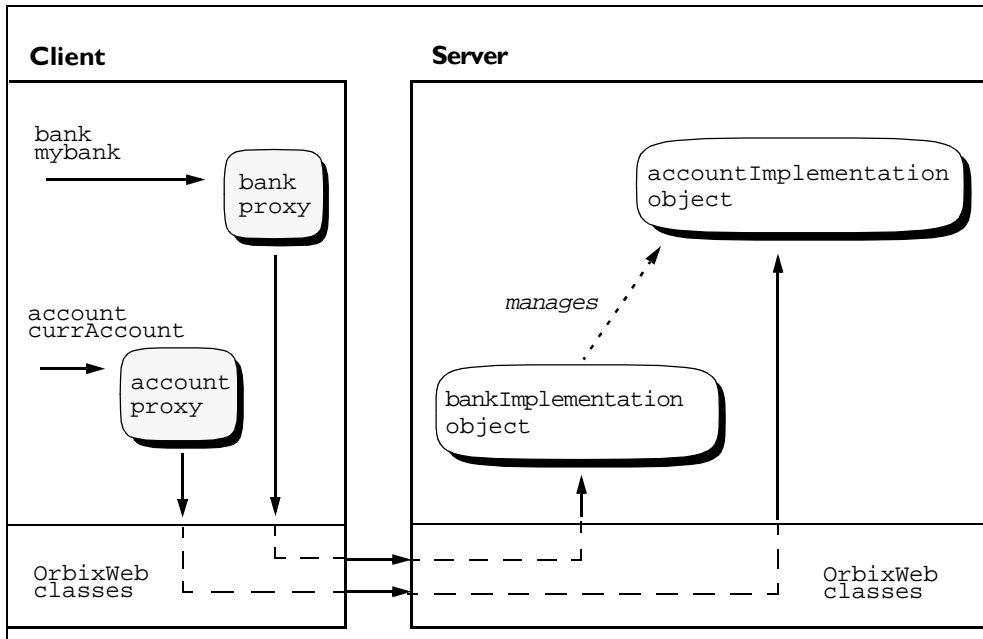 Client
Server
bank
mybank
bank
proxy
accountImplementation
object
manages
account
currAccount
account
proxy
bankImplementation
object
OrbixWeb
classes
OrbixWeb
classes